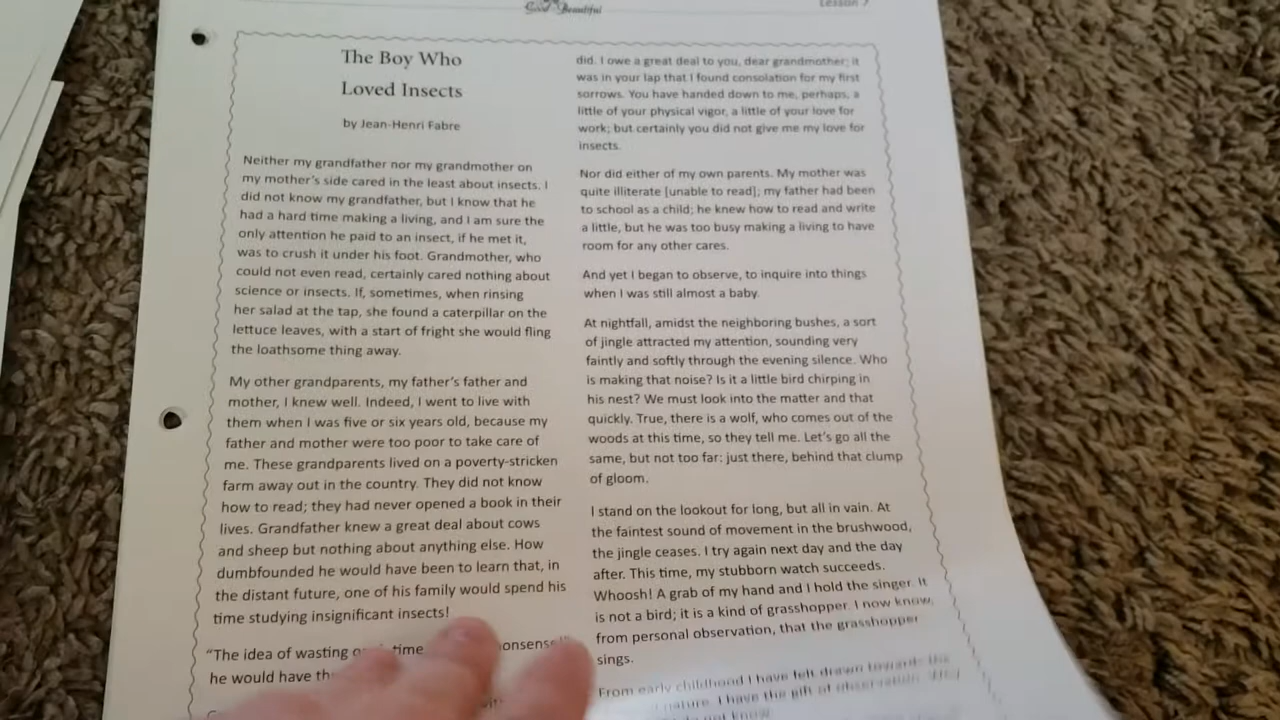 Good & Beautiful
Lesson 7
The Boy Who
Loved Insects
by Jean-Henri Fabre
Neither my grandfather nor my grandmother on
my mother's side cared in the least about insects. I
did not know my grandfather, but I know that he
had a hard time making a living, and I am sure the
only attention he paid to an insect, if he met it,
was to crush it under his foot. Grandmother, who
could not even read, certainly cared nothing about
science or insects. If, sometimes, when rinsing
her salad at the tap, she found a caterpillar on the
lettuce leaves, with a start of fright she would fling
the loathsome thing away.
My other grandparents, my father's father and
mother, I knew well. Indeed, I went to live with
them when I was five or six years old, because my
father and mother were too poor to take care of
me. These grandparents lived on a poverty-stricken
farm away out in the country. They did not know
how to read; they had never opened a book in their
lives. Grandfather knew a great deal about cows
and sheep but nothing about anything else. How
dumbfounded he would have been to learn that, in
the distant future, one of his family would spend his
time studying insignificant insects!
"The idea of wasting time
he would have
did. I owe a great deal to you, dear grandmother; it
was in your lap that I found consolation for my first
sorrows. You have handed down to me, perhaps, a
little of your physical vigor, a little of your love for
work; but certainly you did not give me my love for
insects.
Nor did either of my own parents. My mother was
quite illiterate [unable to read]; my father had been
to school as a child; he knew how to read and write
a little, but he was too busy making a living to have
room for any other cares.
And yet I began to observe, to inquire into things
when I was still almost a baby.
At nightfall, amidst the neighboring bushes, a sort
of jingle attracted my attention, sounding very
faintly and softly through the evening silence. Who
is making that noise? Is it a little bird chirping in
his nest? We must look into the matter and that
quickly. True, there is a wolf, who comes out of the
woods at this time, so they tell me. Let's go all the
same, but not too far: just there, behind that clump
of gloom.
I stand on the lookout for long, but all in vain. At
the faintest sound of movement in the brushwood,
the jingle ceases. I try again next day and the day
after. This time, my stubborn watch succeeds.
Whoosh! A grab of my hand and I hold the singer. It
is not a bird; it is a kind of grasshopper. I now know,
from personal observation, that the grasshopper
sings.
From early childhood I have felt drawn towards the
nature. I have the gift of observation.
not know.